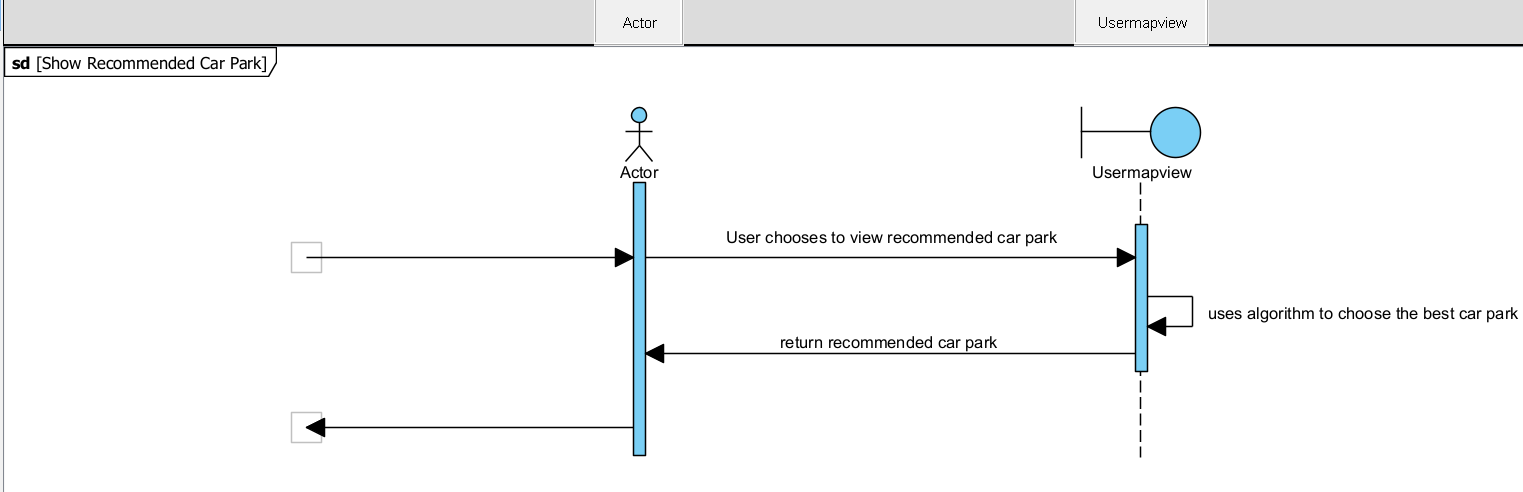 Actor
Usermapview
sd [Show Recommended Car Park]
Actor
Usermapview
User chooses to view recommended car park
uses algorithm to choose the best car park
return recommended car park